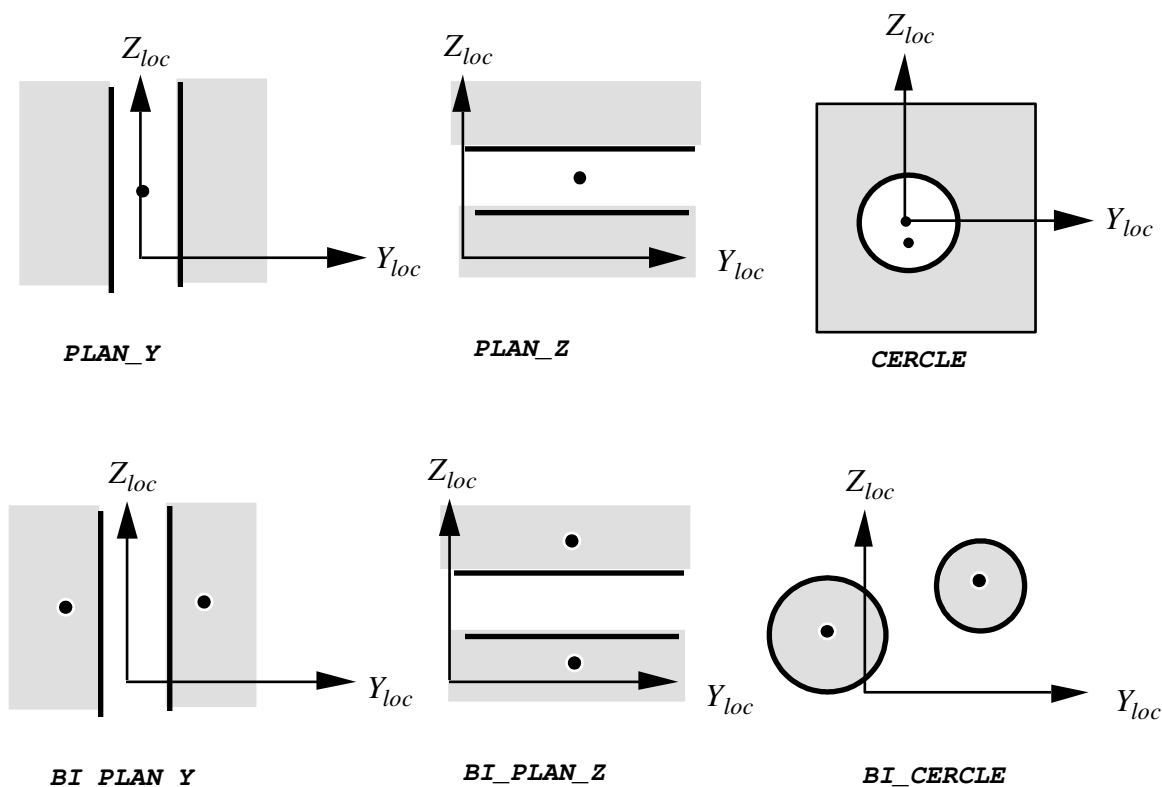 Z_loc
Y_loc
PLAN_Y
Z_loc
Y_loc
PLAN_Z
Z_loc
Y_loc
CERCLE
Z_loc
Y_loc
BI PLAN Y
Z_loc
Y_loc
BI_PLAN_Z
Z_loc
Y_loc
BI_CERCLE